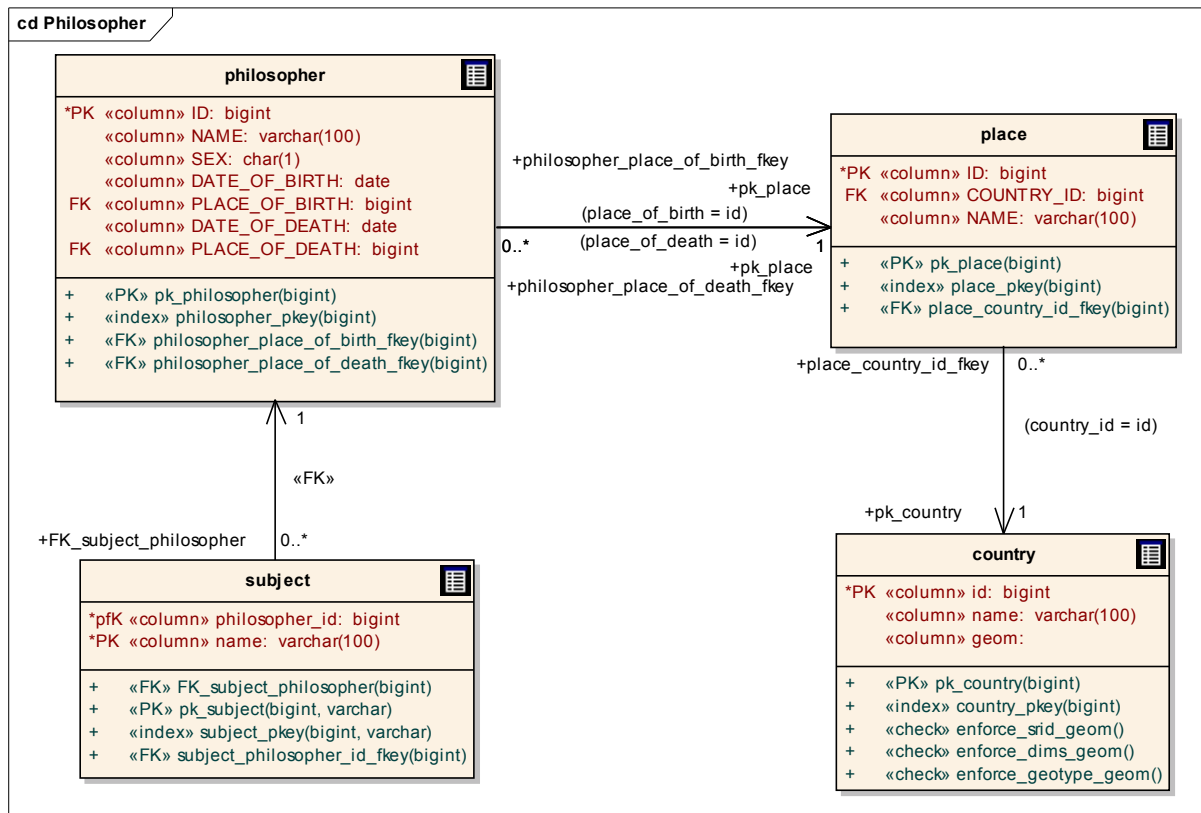 cd Philosopher
philosopher
*PK «column» ID: bigint
«column» NAME: varchar(100)
«column» SEX: char(1)
«column» DATE_OF_BIRTH: date
FK «column» PLACE_OF_BIRTH: bigint
«column» DATE_OF_DEATH: date
FK «column» PLACE_OF_DEATH: bigint
+ «PK» pk_philosopher(bigint)
+ «index» philosopher_pkey(bigint)
+ «FK» philosopher_place_of_birth_fkey(bigint)
+ «FK» philosopher_place_of_death_fkey(bigint)
+philosopher_place_of_birth_fkey
+pk_place
(place_of_birth = id)
0..* (place_of_death = id) 1
+pk_place
+philosopher_place_of_death_fkey
place
*PK «column» ID: bigint
FK «column» COUNTRY_ID: bigint
«column» NAME: varchar(100)
+ «PK» pk_place(bigint)
+ «index» place_pkey(bigint)
+ «FK» place_country_id_fkey(bigint)
+place_country_id_fkey 0..*
(country_id = id)
+pk_country 1
1
«FK»
+FK_subject_philosopher 0..*
subject
*pfK «column» philosopher_id: bigint
*PK «column» name: varchar(100)
+ «FK» FK_subject_philosopher(bigint)
+ «PK» pk_subject(bigint, varchar)
+ «index» subject_pkey(bigint, varchar)
+ «FK» subject_philosopher_id_fkey(bigint)
country
*PK «column» id: bigint
«column» name: varchar(100)
«column» geom:
+ «PK» pk_country(bigint)
+ «index» country_pkey(bigint)
+ «check» enforce_srid_geom()
+ «check» enforce_dims_geom()
+ «check» enforce_geotype_geom()